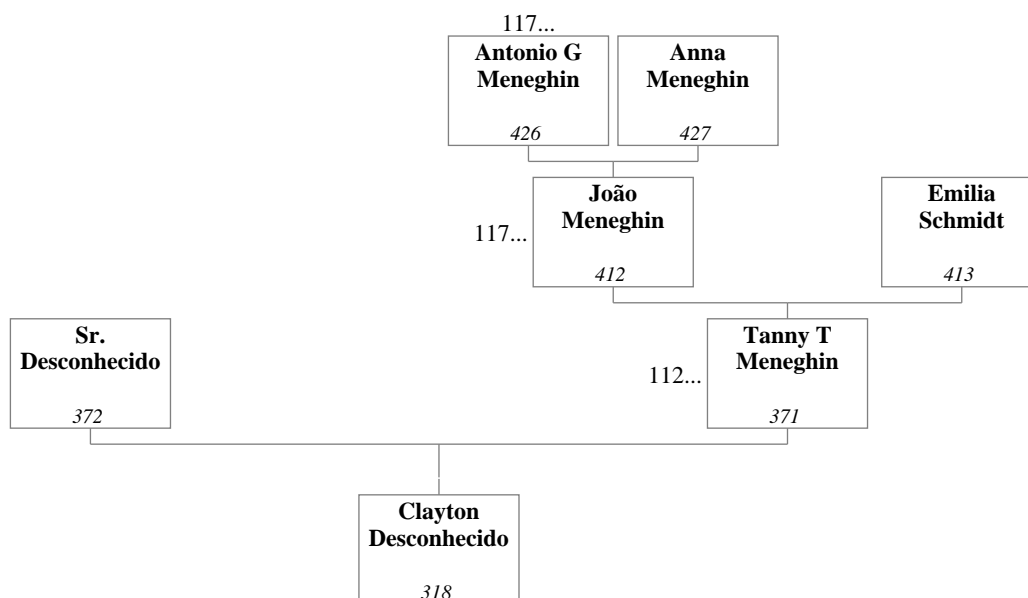 117...
Antonio G
Meneghin
426
Anna
Meneghin
427
João
Meneghin
117...
412
Emilia
Schmidt
413
Sr.
Desconhecido
372
Tanny T
Meneghin
112...
371
Clayton
Desconhecido
318